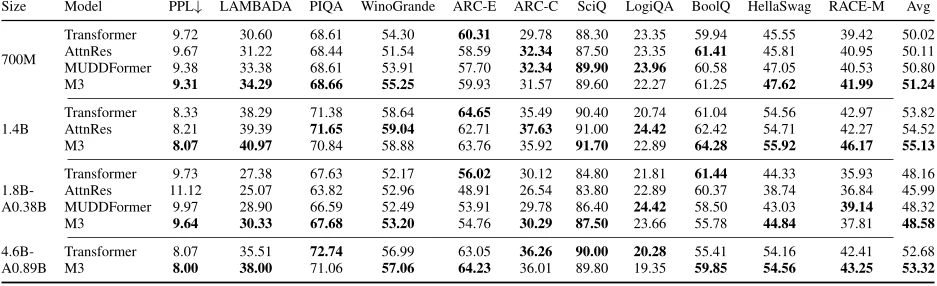 Size Model PPL↓ LAMBADA PIQA WinoGrande ARC-E ARC-C SciQ LogiQA BoolQ HellaSwag RACE-M Avg
Transformer 9.72 30.60 68.61 54.30 60.31 29.78 88.30 23.35 59.94 45.55 39.42 50.02
700M AttnRes 9.67 31.22 68.44 51.54 58.59 32.34 87.50 23.35 61.41 45.81 40.95 50.11
MUDDFormer 9.38 33.38 68.61 53.91 57.70 32.34 89.90 23.96 60.58 47.05 40.53 50.80
M3 9.31 34.29 68.66 55.25 59.93 31.57 89.60 22.27 61.25 47.62 41.99 51.24
Transformer 8.33 38.29 71.38 58.64 64.65 35.49 90.40 20.74 61.04 54.56 42.97 53.82
1.4B AttnRes 8.21 39.39 71.65 59.04 62.71 37.63 91.00 24.42 62.42 54.71 42.27 54.52
M3 8.07 40.97 70.84 58.88 63.76 35.92 91.70 22.89 64.28 55.92 46.17 55.13
Transformer 9.73 27.38 67.63 52.17 56.02 30.12 84.80 21.81 61.44 44.33 35.93 48.16
1.8B- AttnRes 11.12 25.07 63.82 52.96 48.91 26.54 83.80 22.89 60.37 38.74 36.84 45.99
A0.38B MUDDFormer 9.97 28.90 66.59 52.49 53.91 29.78 86.40 24.42 58.50 43.03 39.14 48.32
M3 9.64 30.33 67.68 53.20 54.76 30.29 87.50 23.66 55.78 44.84 37.81 48.58
4.6B- Transformer 8.07 35.51 72.74 56.99 63.05 36.26 90.00 20.28 55.41 54.16 42.41 52.68
A0.89B M3 8.00 38.00 71.06 57.06 64.23 36.01 89.80 19.35 59.85 54.56 43.25 53.32